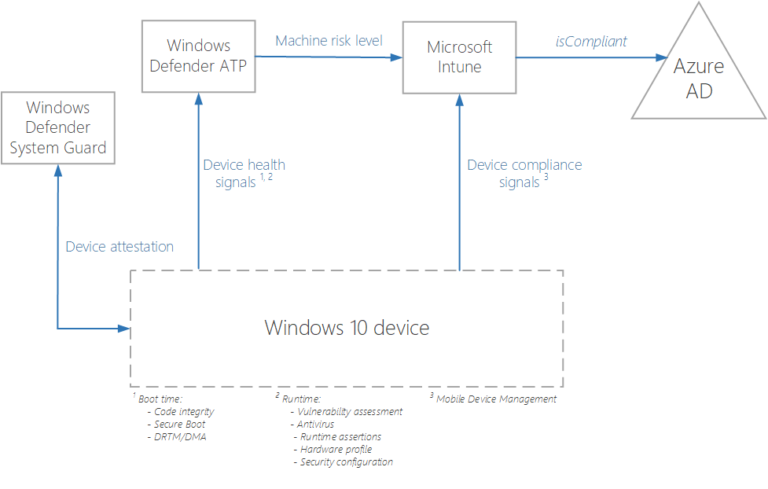 Windows
Defender ATP
Machine risk level
Microsoft
Intune
isCompliant
Azure
AD
Windows
Defender
System Guard
Device health
signals 1, 2
Device compliance
signals 3
Device attestation
Windows 10 device
1 Boot time:
- Code integrity
- Secure Boot
- DRTM/DMA
2 Runtime:
- Vulnerability assessment
- Antivirus
- Runtime assertions
- Hardware profile
- Security configuration
3 Mobile Device Management